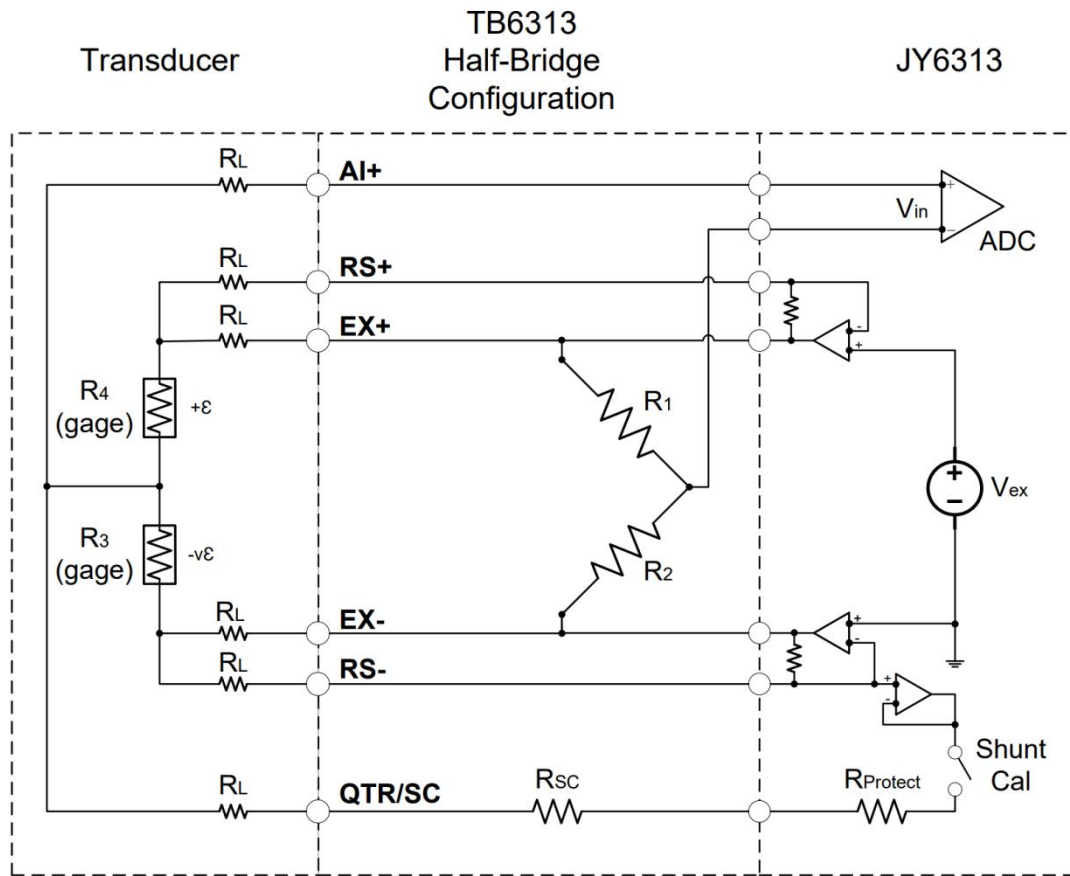 Transducer
TB6313
Half-Bridge
Configuration
JY6313
RL
AI+
Vin
+
−
ADC
RL
RS+
RL
EX+
-
+
R4
(gage)
+ε
R1
+
−
Vex
R3
(gage)
-vε
R2
RL
EX-
+
-
RL
RS-
+
-
Shunt
Cal
RL
QTR/SC
RSC
RProtect